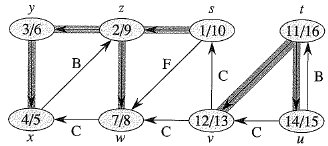 y z s t
3/6 2/9 1/10 11/16
B F C B
4/5 7/8 12/13 14/15
C C C
x w v u